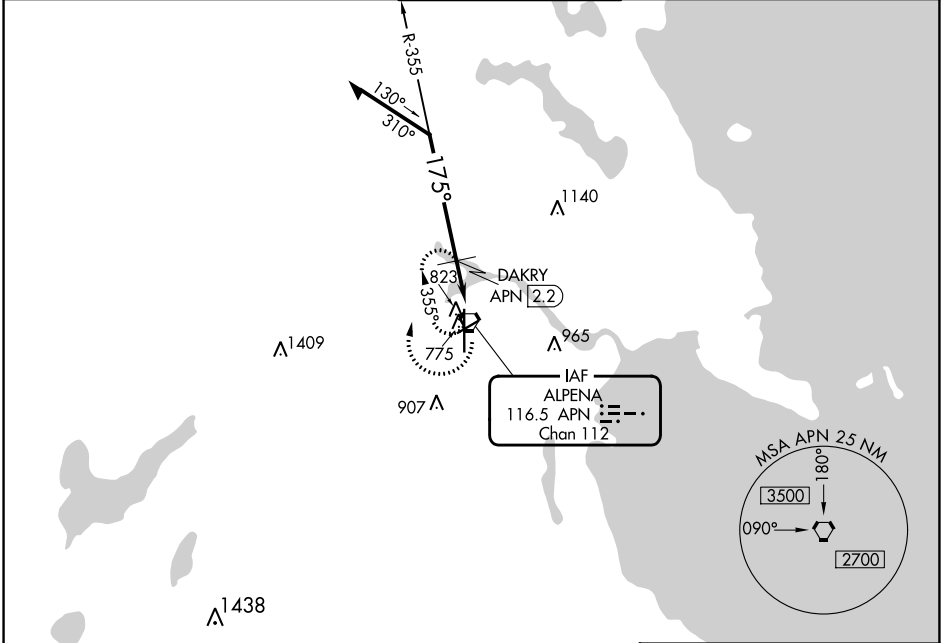 R-355
130°
310°
175°
1140
DAKRY
APN 2.2
823
355°
775
965
1409
907
IAF
ALPENA
116.5 APN
Chan 112
MSA APN 25 NM
180°
3500
090°
2700
1438